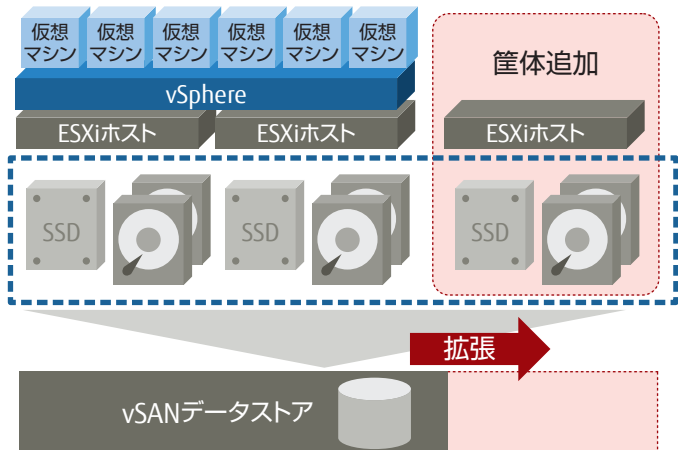 仮想
マシン
仮想
マシン
仮想
マシン
仮想
マシン
仮想
マシン
仮想
マシン
vSphere
ESXiホスト
ESXiホスト
筐体追加
ESXiホスト
SSD
SSD
SSD
拡張
vSANデータストア